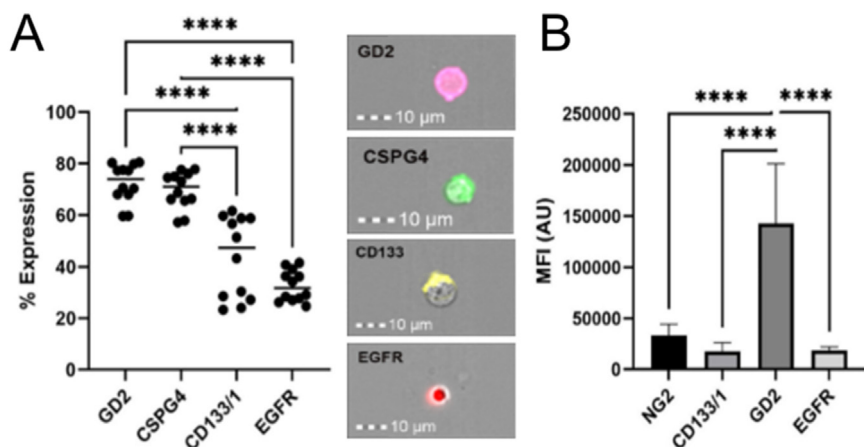 A
B
****
****
****
****
% Expression
100
80
60
40
20
0
GD2
CSPG4
CD133/1
EGFR
GD2
10 µm
CSPG4
10 µm
CD133
10 µm
EGFR
10 µm
****
****
****
MFI (AU)
250000
200000
150000
100000
50000
0
NG2
CD133/1
GD2
EGFR